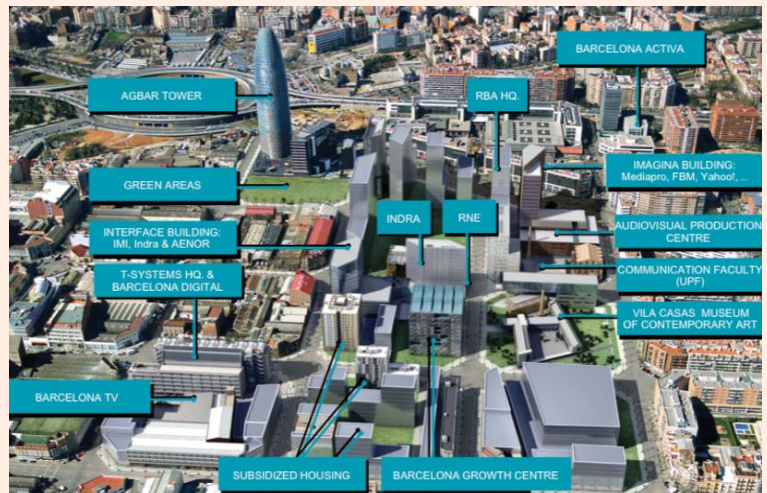 BARCELONA ACTIVA
AGBAR TOWER
RBA HQ.
IMAGINA BUILDING:
Mediapro, FBM, Yahoo!, ..
GREEN AREAS
INDRA
RNE
AUDIOVISUAL PRODUCTION
CENTRE
INTERFACE BUILDING:
IMI, Indra & AENOR
T-SYSTEMS HQ. &
BARCELONA DIGITAL
COMMUNICATION FACULTY
(UPF)
VILA CASAS MUSEUM
OF CONTEMPORARY ART
BARCELONA TV
SUBSIDIZED HOUSING
BARCELONA GROWTH CENTRE